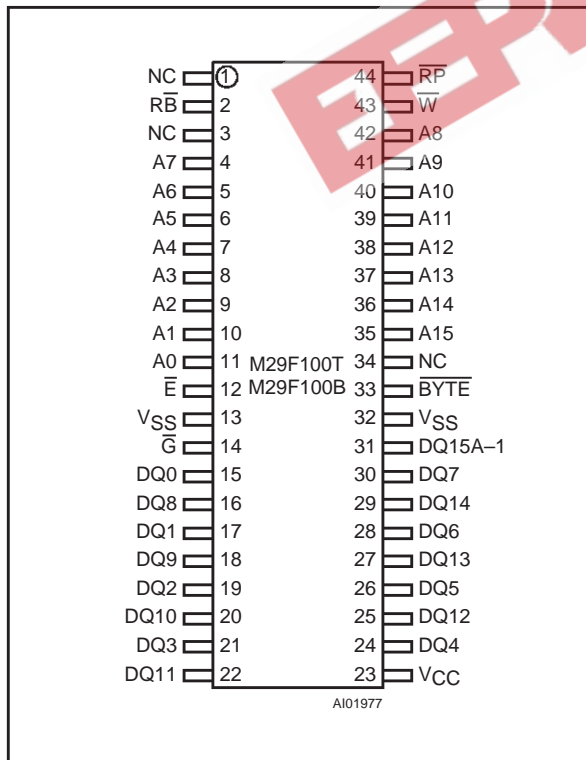 EEP
NC 1 44 R̅P̅
RB̅ 2 43 W̅
NC 3 42 A8
A7 4 41 A9
A6 5 40 A10
A5 6 39 A11
A4 7 38 A12
A3 8 37 A13
A2 9 36 A14
A1 10 35 A15
A0 11 M29F100T 34 NC
E̅ 12 M29F100B 33 B̅Y̅T̅E̅
VSS 13 32 VSS
G̅ 14 31 DQ15A–1
DQ0 15 30 DQ7
DQ8 16 29 DQ14
DQ1 17 28 DQ6
DQ9 18 27 DQ13
DQ2 19 26 DQ5
DQ10 20 25 DQ12
DQ3 21 24 DQ4
DQ11 22 23 VCC
AI01977